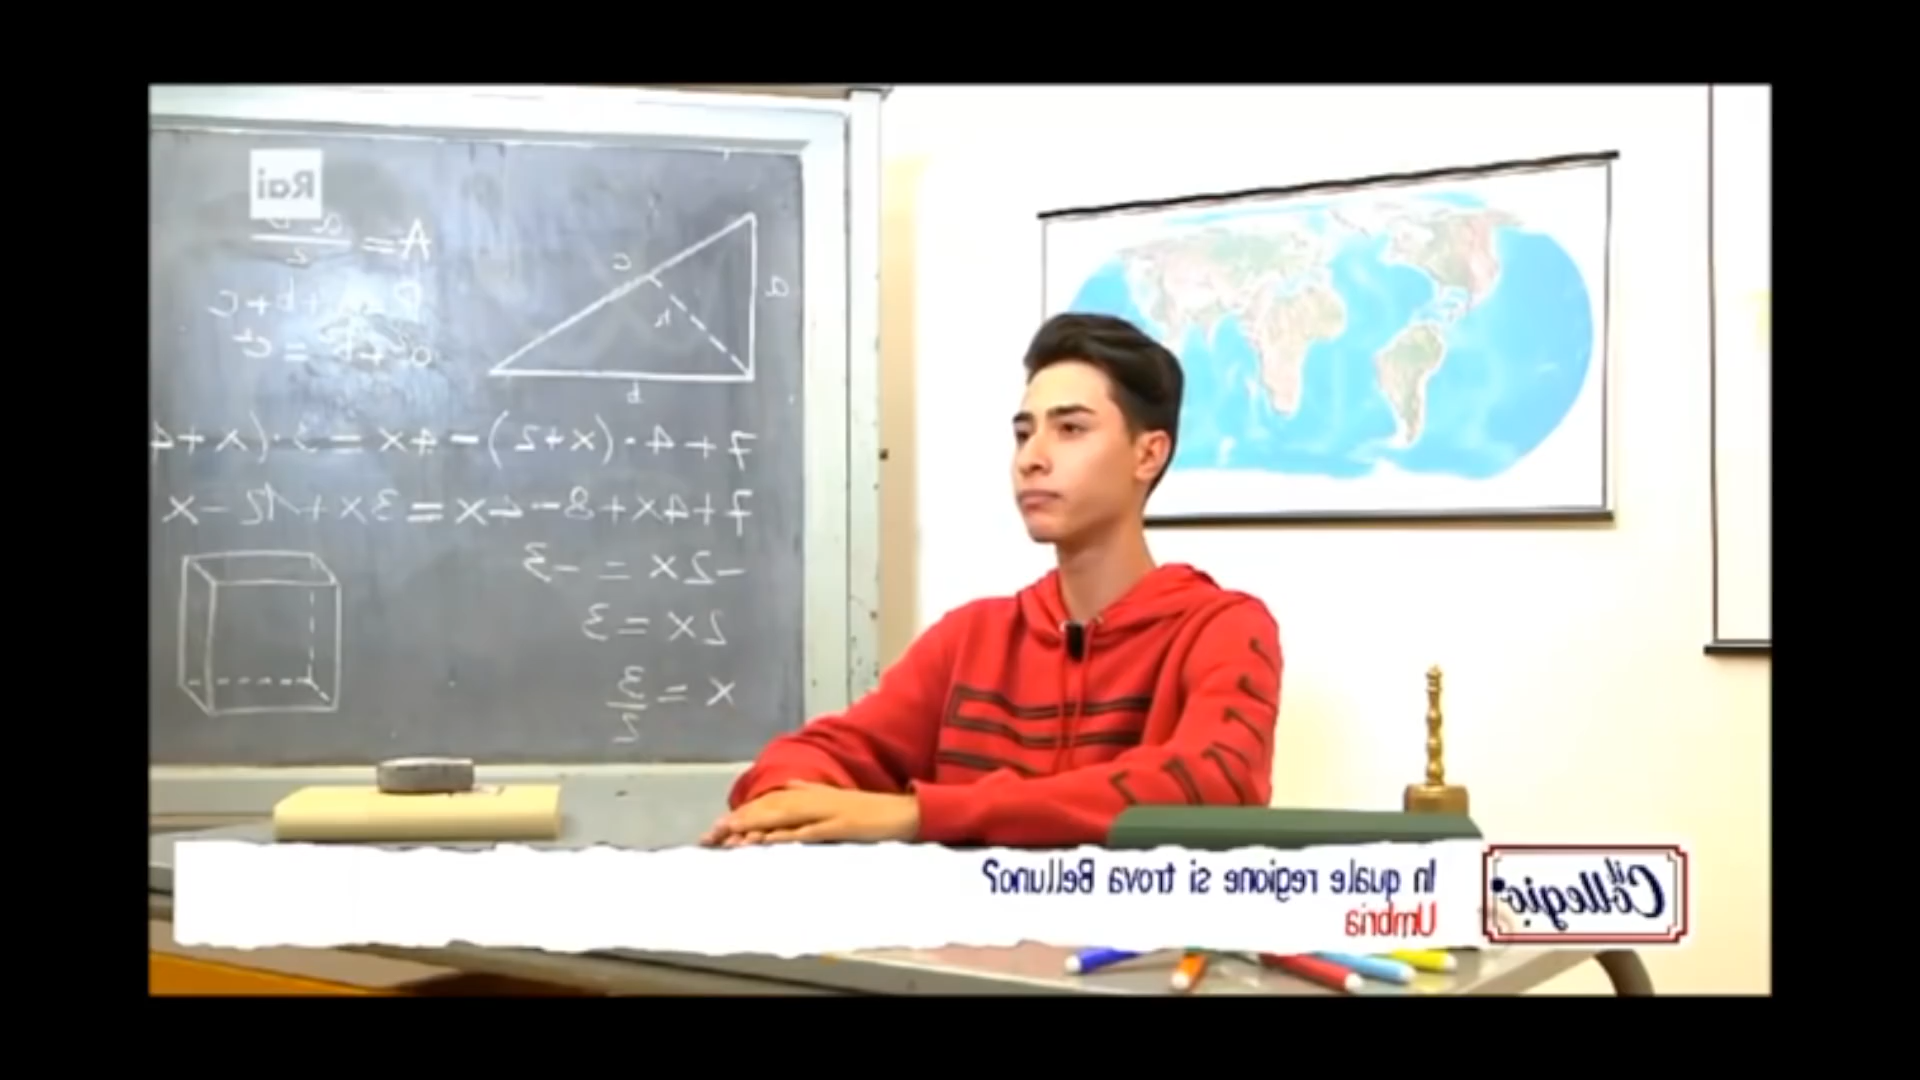 Rai
A=
c
a
h
b
7+4·(x+2)-4x=3·(x+4
7+4x+8-4x=3x+12-x
-2x=-3
2x=3
x=3/2
In quale regione si trova Belluno?
Umbria
il
Collegio